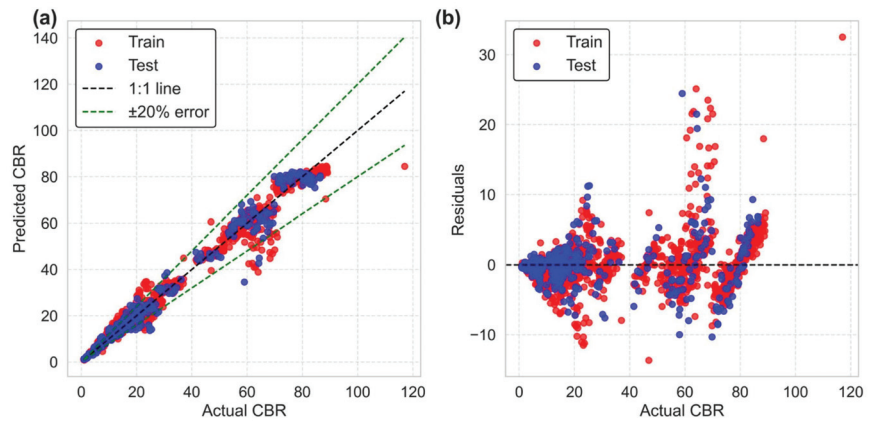 (a)
140
120
100
80
60
40
20
0
Predicted CBR
Train
Test
1:1 line
±20% error
0 20 40 60 80 100 120
Actual CBR
(b)
30
20
10
0
−10
Residuals
Train
Test
0 20 40 60 80 100 120
Actual CBR